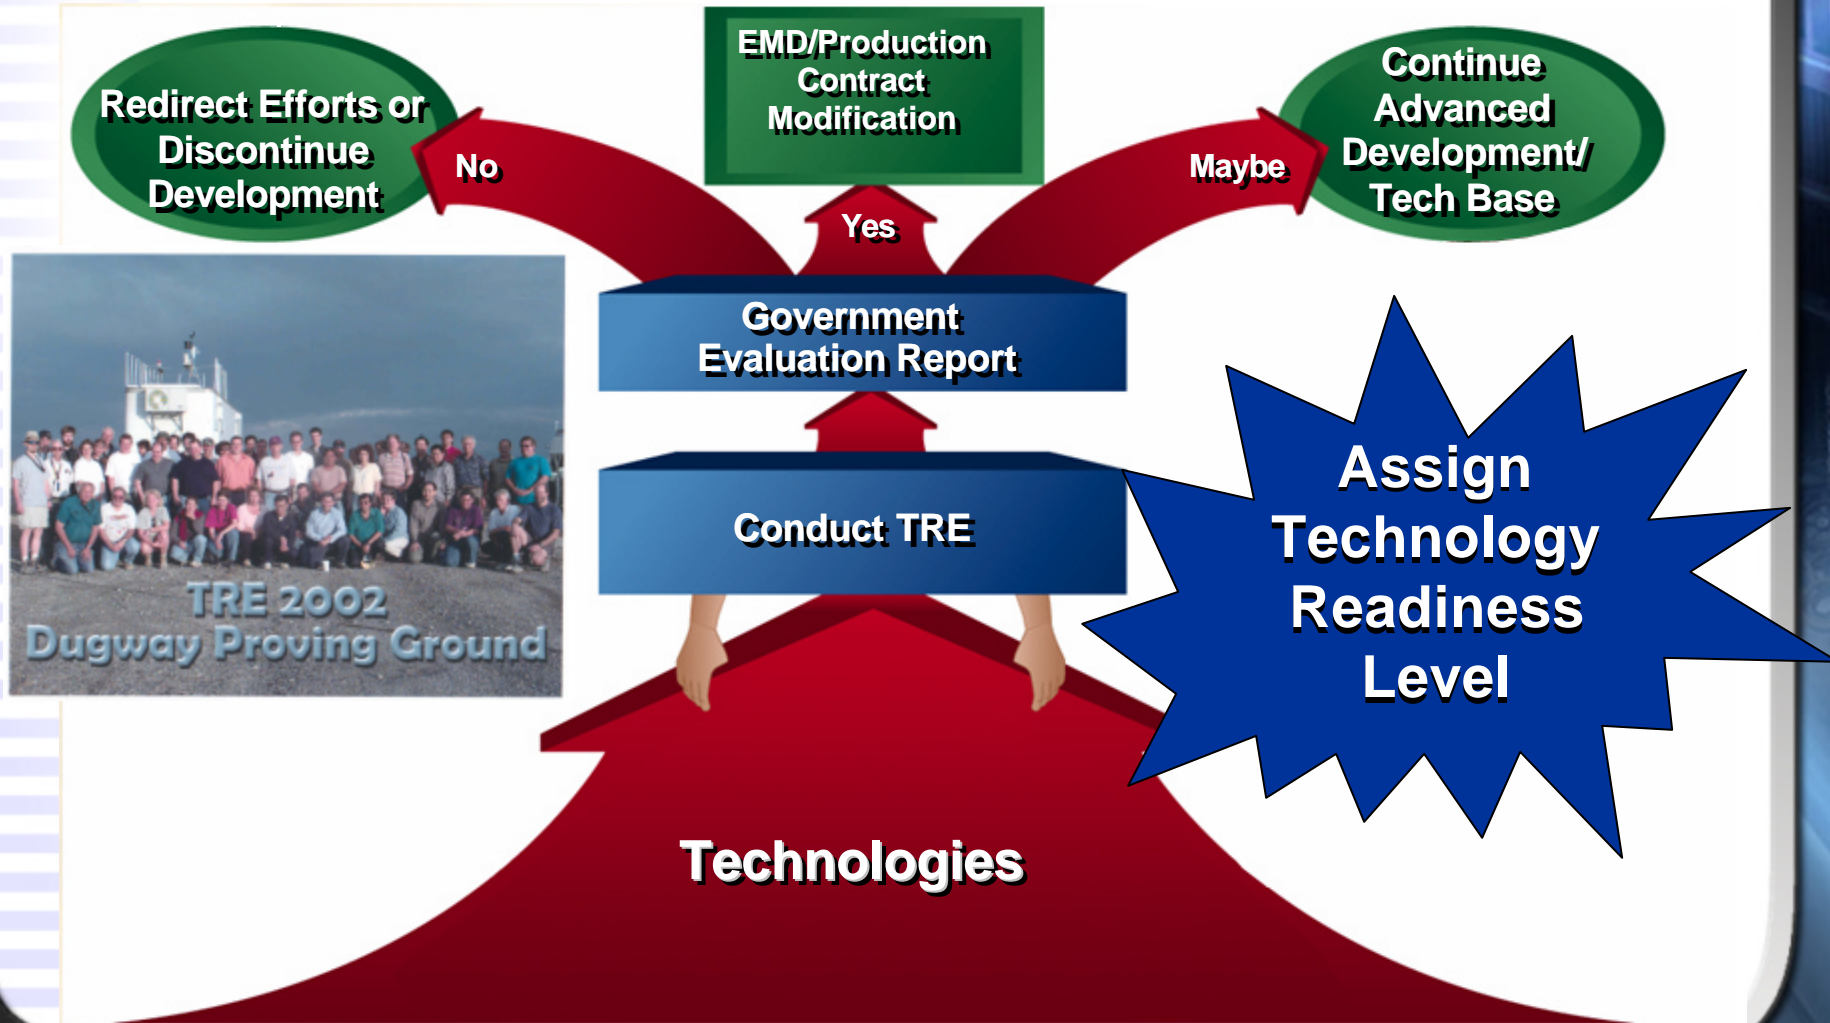 Redirect Efforts or
Discontinue
Development
No
EMD/Production
Contract
Modification
Yes
Maybe
Continue
Advanced
Development/
Tech Base
Government
Evaluation Report
Conduct TRE
TRE 2002
Dugway Proving Ground
Assign
Technology
Readiness
Level
Technologies